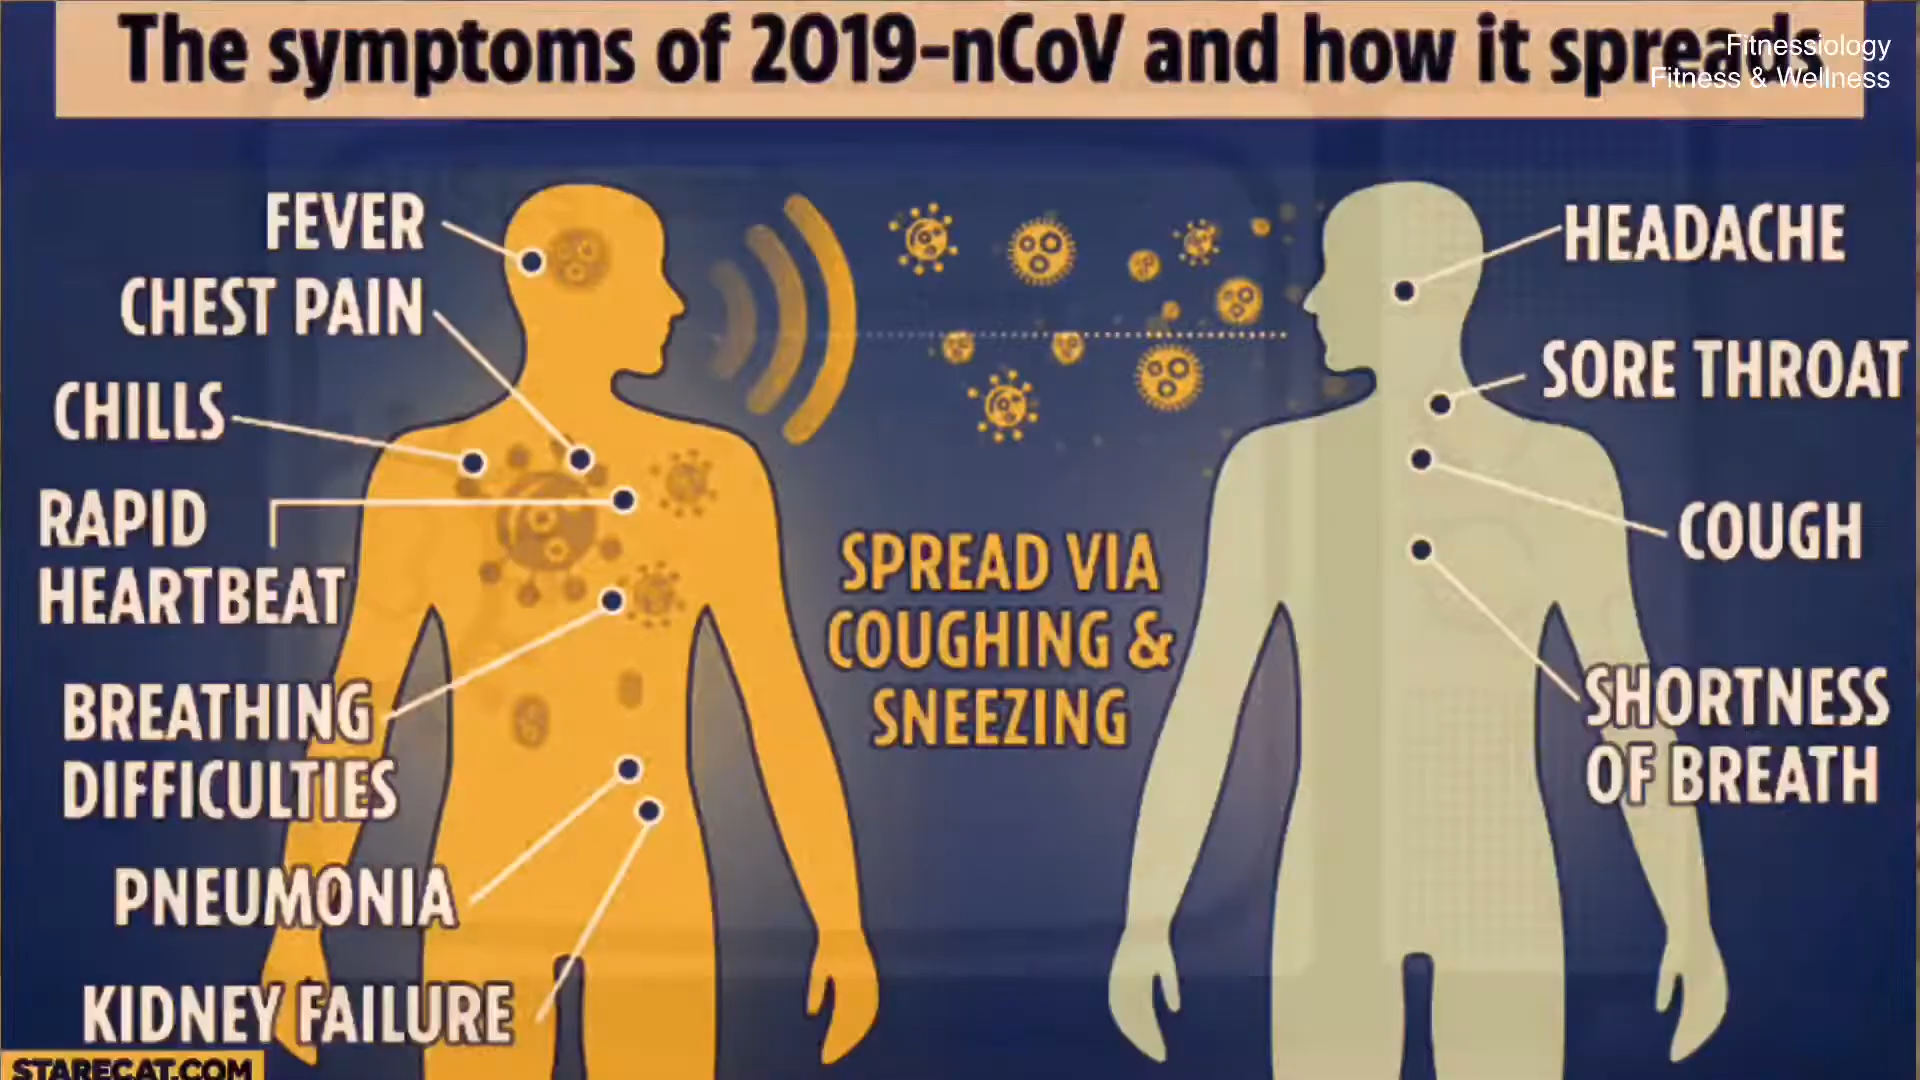 The symptoms of 2019-nCoV and how it spreads
Fitnessiology
Fitness & Wellness
FEVER
CHEST PAIN
CHILLS
RAPID
HEARTBEAT
BREATHING
DIFFICULTIES
PNEUMONIA
KIDNEY FAILURE
SPREAD VIA
COUGHING &
SNEEZING
HEADACHE
SORE THROAT
COUGH
SHORTNESS
OF BREATH
STARECAT.COM